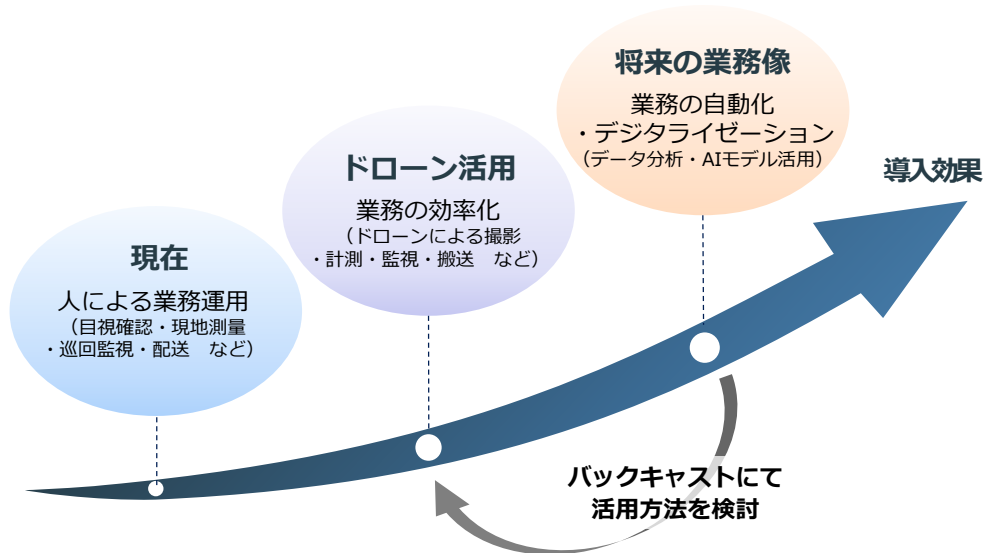 現在
人による業務運用
（目視確認・現地測量
・巡回監視・配送　など）
ドローン活用
業務の効率化
（ドローンによる撮影
・計測・監視・搬送　など）
将来の業務像
業務の自動化
・デジタライゼーション
（データ分析・AIモデル活用）
導入効果
バックキャストにて
活用方法を検討